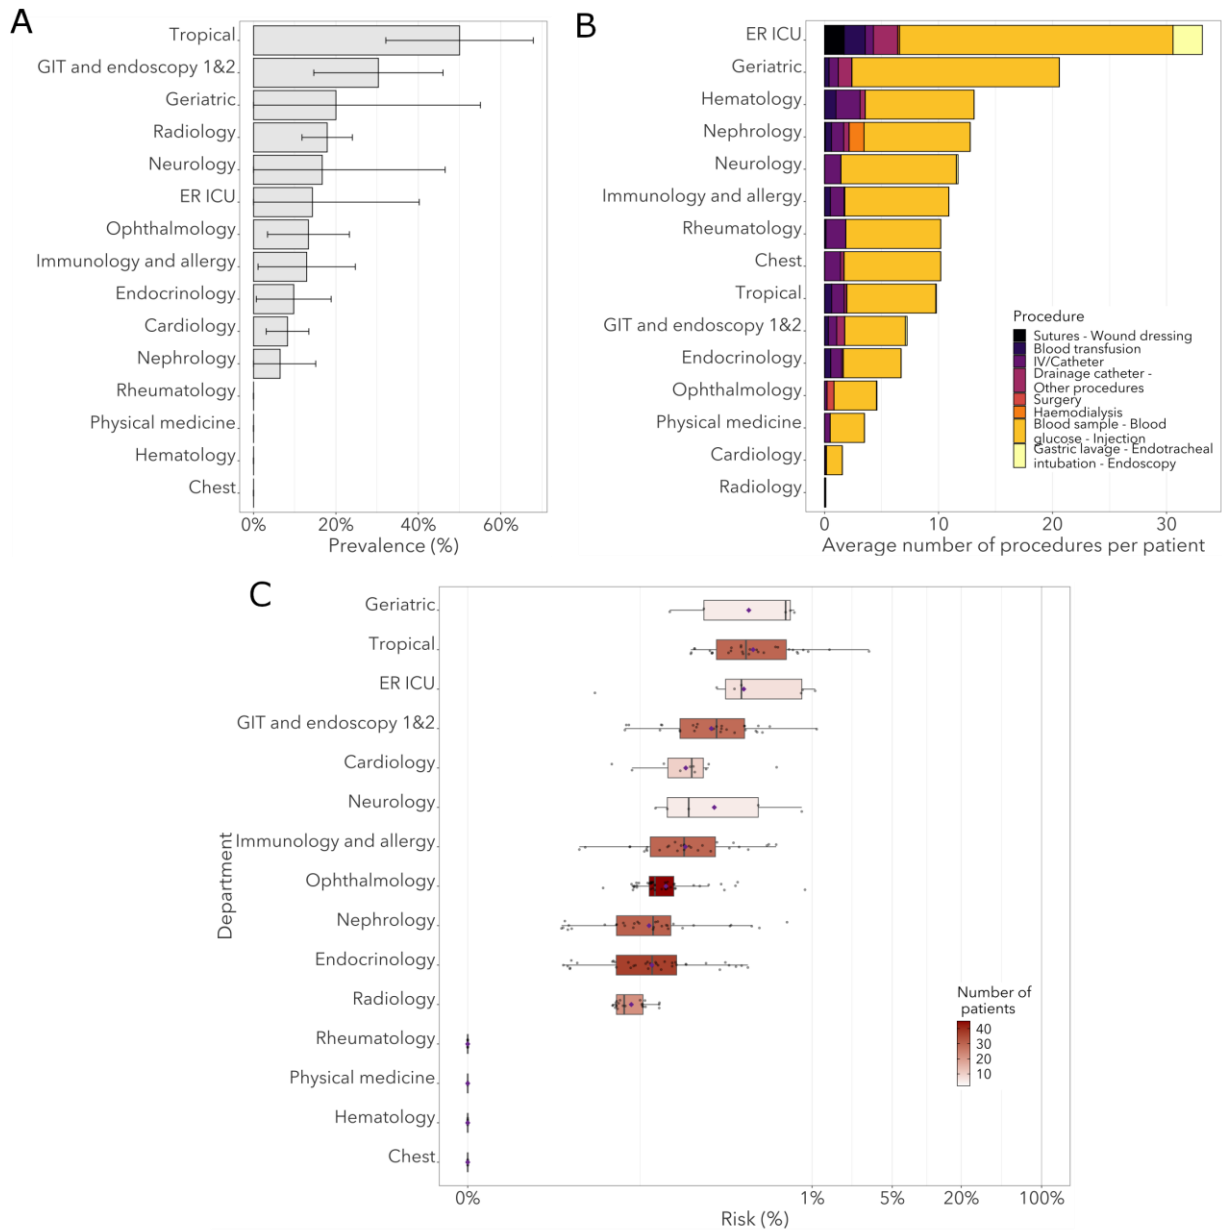 A
Tropical
GIT and endoscopy 1&2
Geriatric
Radiology
Neurology
ER ICU
Ophthalmology
Immunology and allergy
Endocrinology
Cardiology
Nephrology
Rheumatology
Physical medicine
Hematology
Chest
0% 20% 40% 60%
Prevalence (%)
B
ER ICU
Geriatric
Hematology
Nephrology
Neurology
Immunology and allergy
Rheumatology
Chest
Tropical
GIT and endoscopy 1&2
Endocrinology
Ophthalmology
Physical medicine
Cardiology
Radiology
Procedure
Sutures - Wound dressing
Blood transfusion
IV/Catheter
Drainage catheter -
Other procedures
Surgery
Haemodialysis
Blood sample - Blood
glucose - Injection
Gastric lavage - Endotracheal
intubation - Endoscopy
0 10 20 30
Average number of procedures per patient
C
Department
Geriatric
Tropical
ER ICU
GIT and endoscopy 1&2
Cardiology
Neurology
Immunology and allergy
Ophthalmology
Nephrology
Endocrinology
Radiology
Rheumatology
Physical medicine
Hematology
Chest
Number of
patients
40
30
20
10
0% 1% 5% 20% 100%
Risk (%)